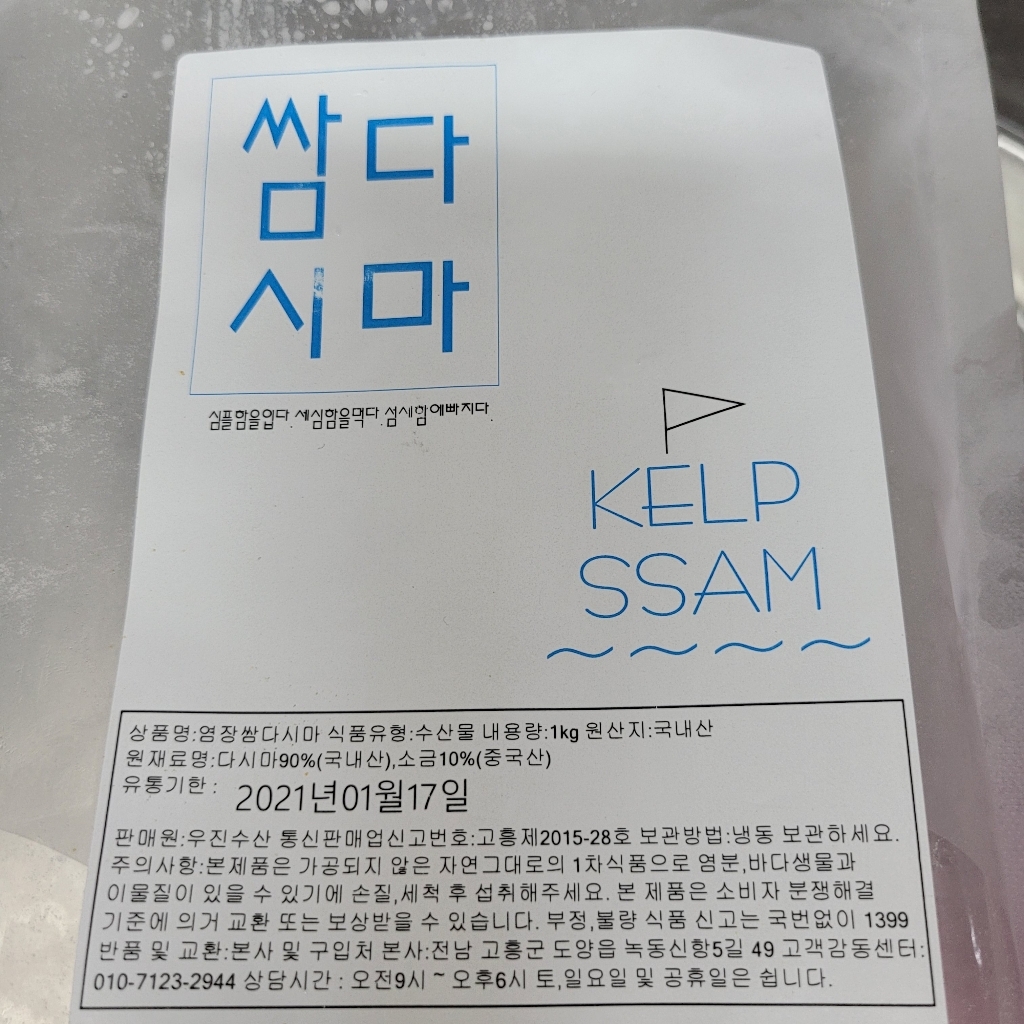 쌈다
시마
심플함을입다. 세심함을먹다. 섬세함에빠지다.
KELP
SSAM
상품명:염장쌈다시마 식품유형:수산물 내용량:1kg 원산지:국내산
원재료명:다시마90%(국내산),소금10%(중국산)
유통기한 : 2021년01월17일
판매원:우진수산 통신판매업신고번호:고흥제2015-28호 보관방법:냉동 보관하세요.
주의사항:본제품은 가공되지 않은 자연그대로의 1차식품으로 염분,바다생물과
이물질이 있을 수 있기에 손질,세척 후 섭취해주세요. 본 제품은 소비자 분쟁해결
기준에 의거 교환 또는 보상받을 수 있습니다. 부정,불량 식품 신고는 국번없이 1399
반품 및 교환:본사 및 구입처 본사:전남 고흥군 도양읍 녹동신항5길 49 고객감동센터:
010-7123-2944 상담시간 : 오전9시 ~ 오후6시 토,일요일 및 공휴일은 쉽니다.